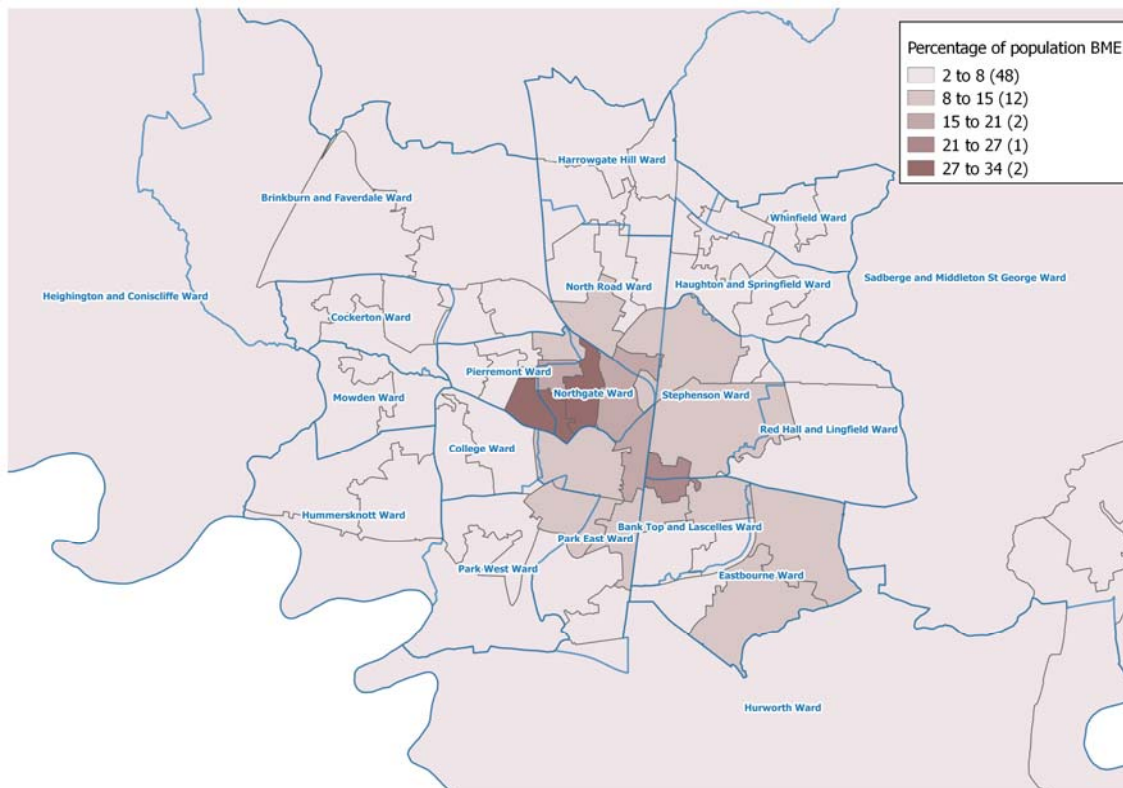 Percentage of population BME
2 to 8 (48)
8 to 15 (12)
15 to 21 (2)
21 to 27 (1)
27 to 34 (2)
Harrowgate Hill Ward
Brinkburn and Faverdale Ward
Whinfield Ward
Sadberge and Middleton St George Ward
North Road Ward
Haughton and Springfield Ward
Heighington and Coniscliffe Ward
Cockerton Ward
Pierremont Ward
Mowden Ward
Northgate Ward
Stephenson Ward
Red Hall and Lingfield Ward
College Ward
Hummersknott Ward
Bank Top and Lascelles Ward
Park East Ward
Park West Ward
Eastbourne Ward
Hurworth Ward